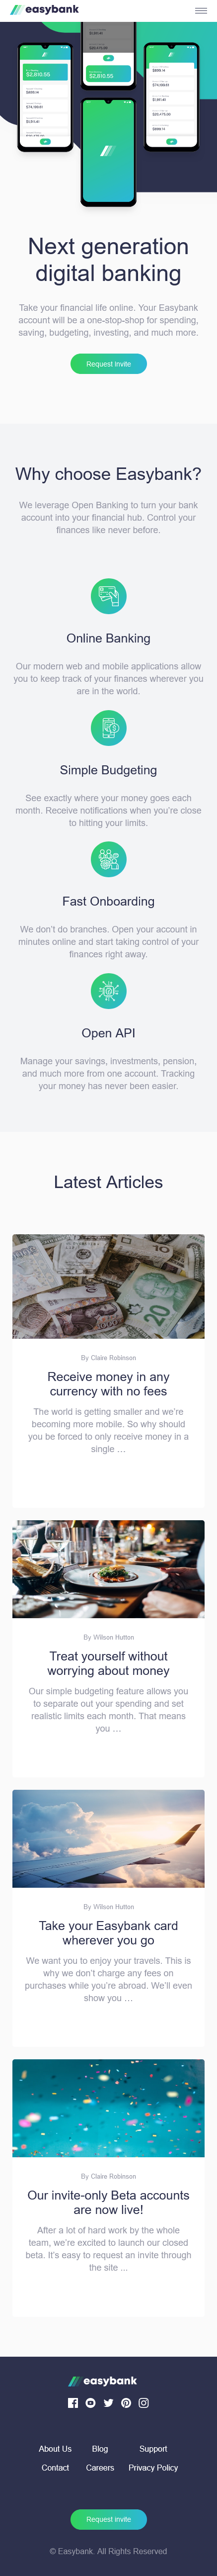 easybank
Next generation
digital banking
Take your financial life online. Your Easybank
account will be a one-stop-shop for spending,
saving, budgeting, investing, and much more.
Request Invite
Why choose Easybank?
We leverage Open Banking to turn your bank
account into your financial hub. Control your
finances like never before.
Online Banking
Our modern web and mobile applications allow
you to keep track of your finances wherever you
are in the world.
Simple Budgeting
See exactly where your money goes each
month. Receive notifications when you’re close
to hitting your limits.
Fast Onboarding
We don’t do branches. Open your account in
minutes online and start taking control of your
finances right away.
Open API
Manage your savings, investments, pension,
and much more from one account. Tracking
your money has never been easier.
Latest Articles
By Claire Robinson
Receive money in any
currency with no fees
The world is getting smaller and we’re
becoming more mobile. So why should
you be forced to only receive money in a
single …
By Wilson Hutton
Treat yourself without
worrying about money
Our simple budgeting feature allows you
to separate out your spending and set
realistic limits each month. That means
you …
By Wilson Hutton
Take your Easybank card
wherever you go
We want you to enjoy your travels. This is
why we don’t charge any fees on
purchases while you’re abroad. We’ll even
show you …
By Claire Robinson
Our invite-only Beta accounts
are now live!
After a lot of hard work by the whole
team, we’re excited to launch our closed
beta. It’s easy to request an invite through
the site ...
easybank
About Us Blog Support
Contact Careers Privacy Policy
Request Invite
© Easybank. All Rights Reserved